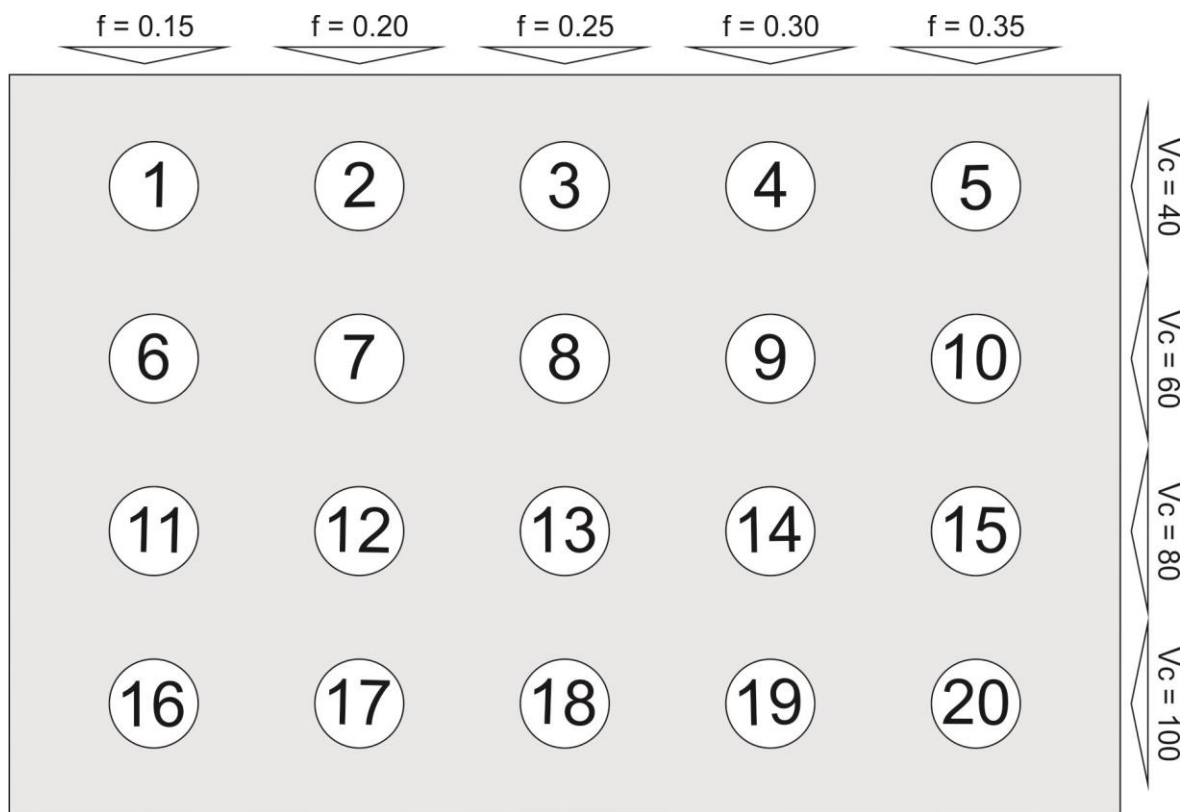 f = 0.15 f = 0.20 f = 0.25 f = 0.30 f = 0.35
1 2 3 4 5
Vc = 40
6 7 8 9 10
Vc = 60
11 12 13 14 15
Vc = 80
16 17 18 19 20
Vc = 100